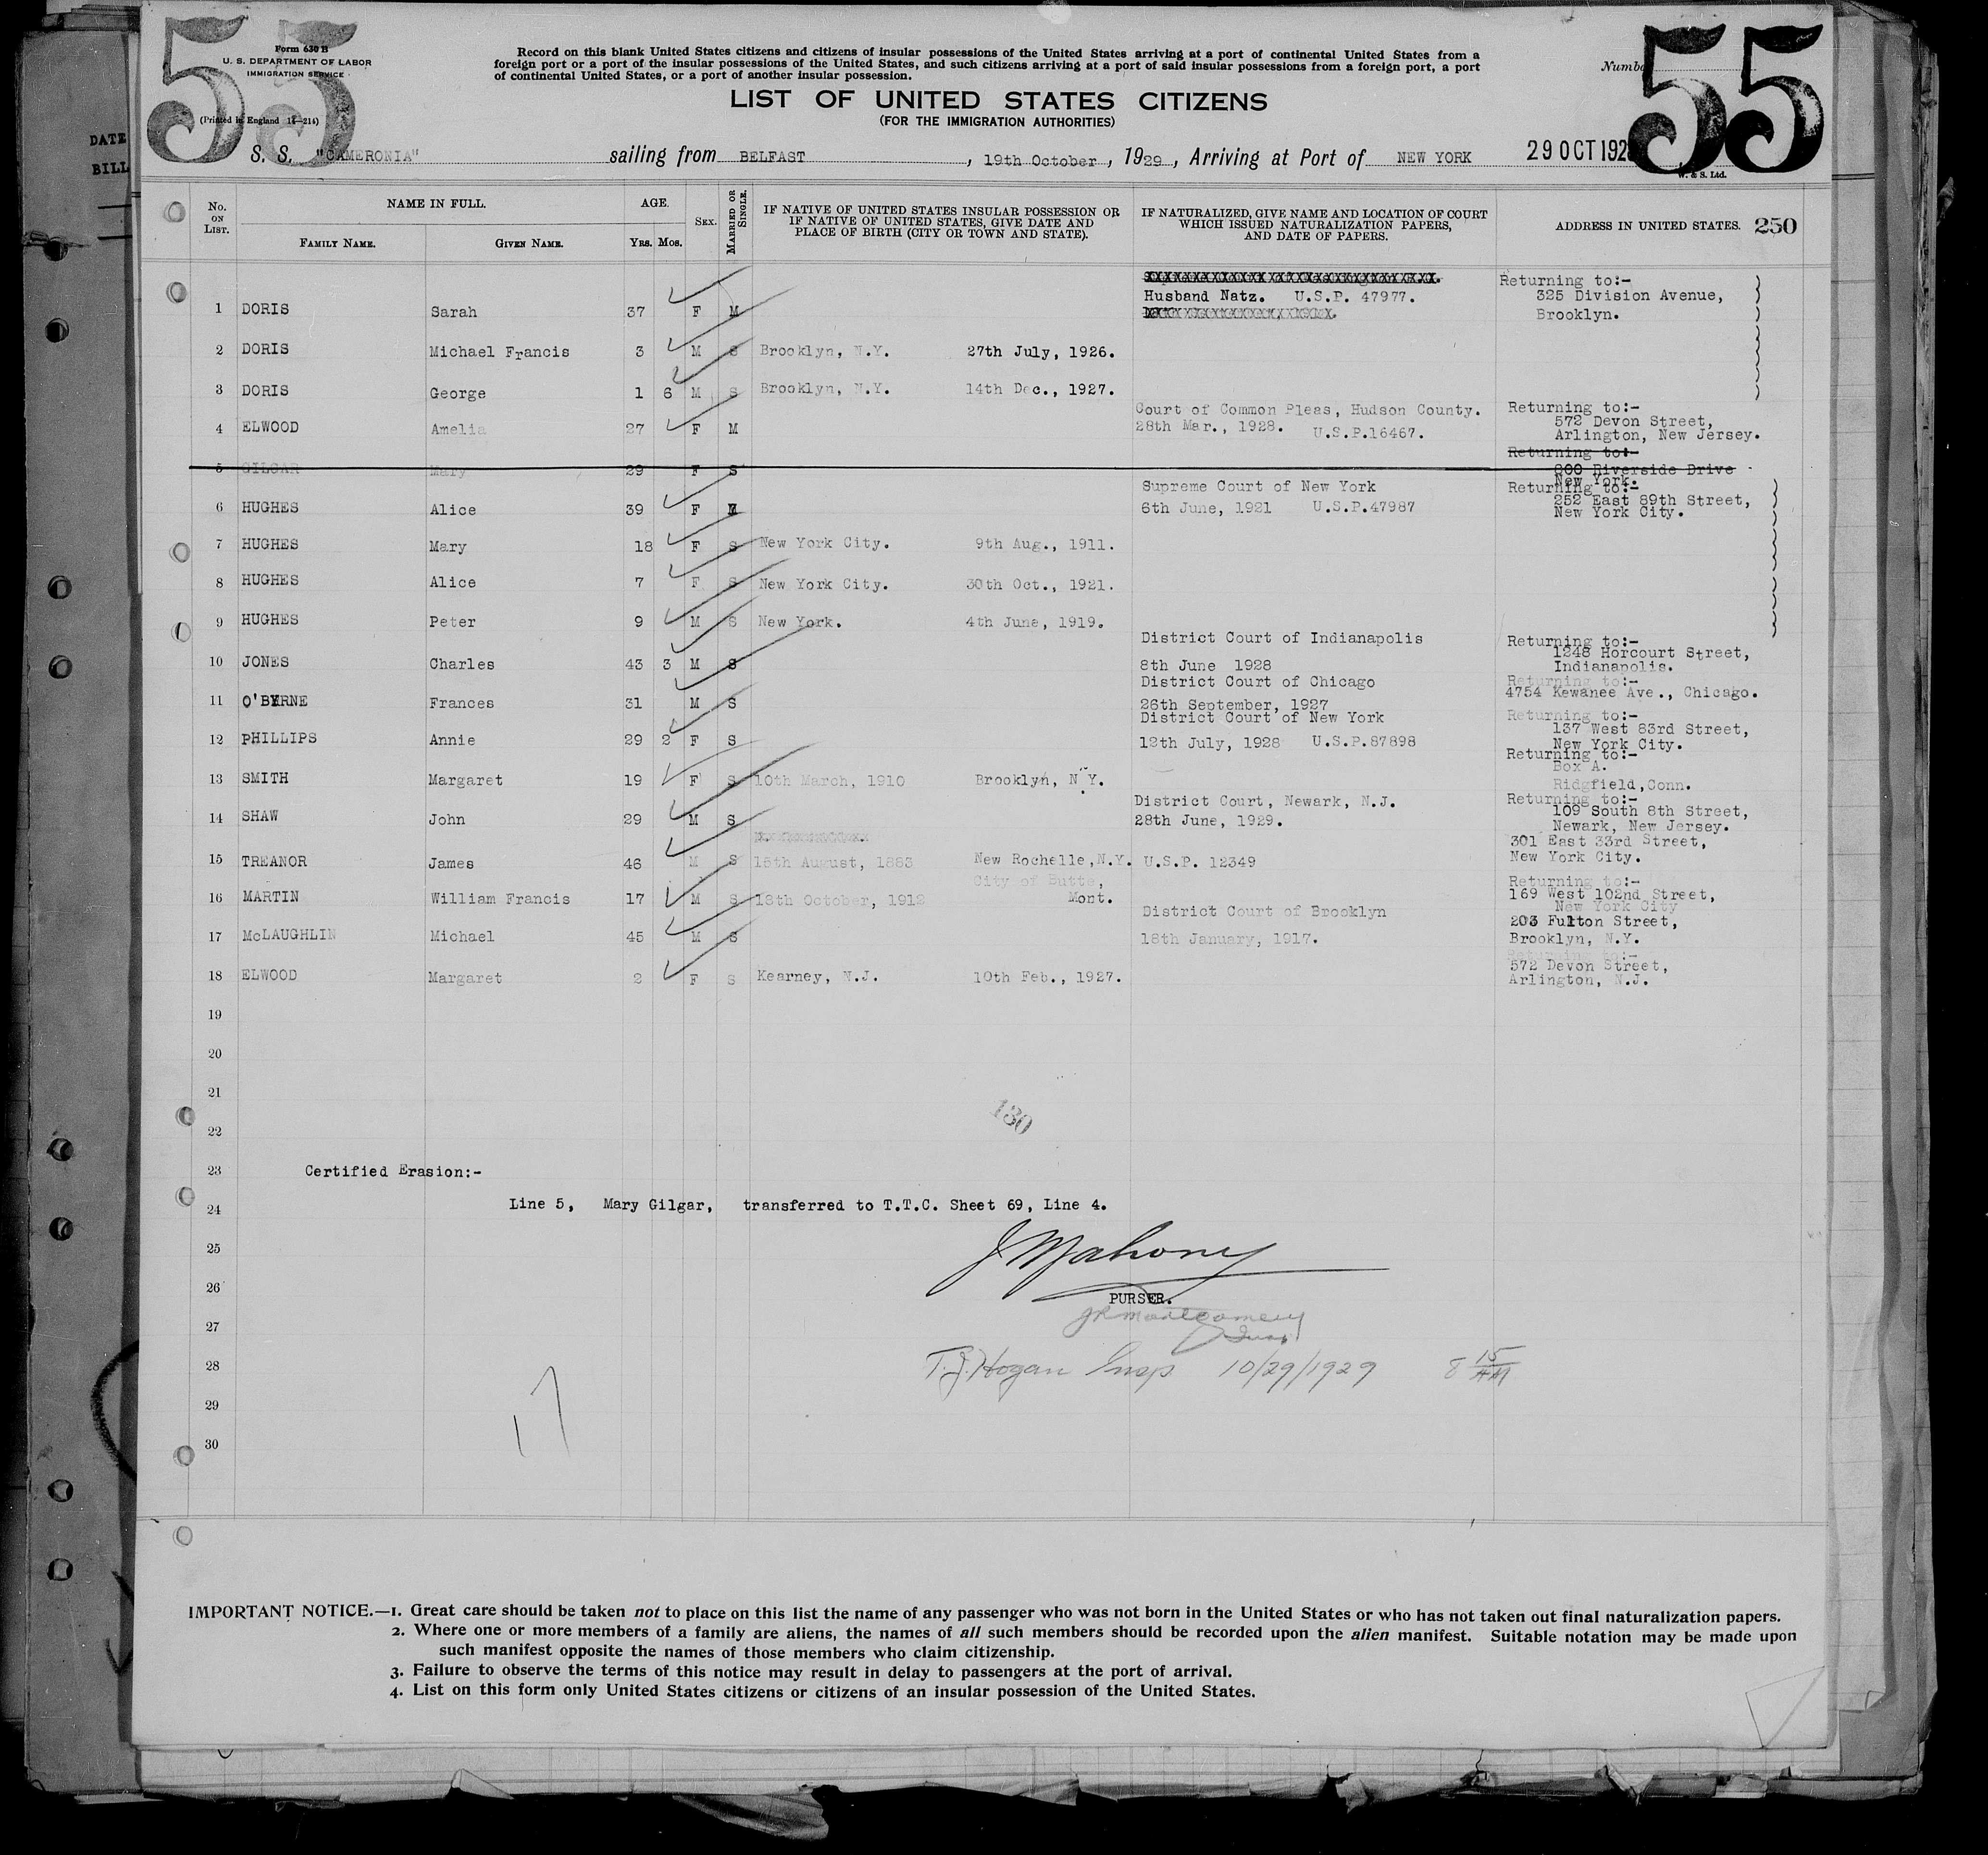 55
55
Form 630 B
U. S. DEPARTMENT OF LABOR
IMMIGRATION SERVICE
(Printed in England 14—214)
Record on this blank United States citizens and citizens of insular possessions of the United States arriving at a port of continental United States from a
foreign port or a port of the insular possessions of the United States, and such citizens arriving at a port of said insular possessions from a foreign port, a port
of continental United States, or a port of another insular possession.
LIST OF UNITED STATES CITIZENS
(FOR THE IMMIGRATION AUTHORITIES)
S. S. "CAMERONIA" sailing from BELFAST, 19th October, 1929, Arriving at Port of NEW YORK 29 OCT 192
W. & S. Ltd.
DATE
BILL
No. ON LIST. NAME IN FULL. AGE. SEX. MARRIED OR SINGLE. IF NATIVE OF UNITED STATES INSULAR POSSESSION OR IF NATIVE OF UNITED STATES, GIVE DATE AND PLACE OF BIRTH (CITY OR TOWN AND STATE). IF NATURALIZED, GIVE NAME AND LOCATION OF COURT WHICH ISSUED NATURALIZATION PAPERS, AND DATE OF PAPERS. ADDRESS IN UNITED STATES. 250
FAMILY NAME. GIVEN NAME. YRS. MOS.
1 DORIS Sarah 37 F M Husband Natz. U.S.P. 47977. Returning to:- 325 Division Avenue, Brooklyn.
2 DORIS Michael Francis 3 M S Brooklyn, N.Y. 27th July, 1926.
3 DORIS George 1 6 M S Brooklyn, N.Y. 14th Dec., 1927.
4 ELWOOD Amelia 27 F M Court of Common Pleas, Hudson County. 28th Mar., 1928. U.S.P.16467. Returning to:- 572 Devon Street, Arlington, New Jersey.
5 GILGAR Mary 29 F S Returning to:- 800 Riverside Drive New York.
6 HUGHES Alice 39 F M Supreme Court of New York 6th June, 1921 U.S.P.47987 Returning to:- 252 East 89th Street, New York City.
7 HUGHES Mary 18 F S New York City. 9th Aug., 1911.
8 HUGHES Alice 7 F S New York City. 30th Oct., 1921.
9 HUGHES Peter 9 M S New York. 4th June, 1919.
10 JONES Charles 43 3 M S District Court of Indianapolis 8th June 1928 Returning to:- 1248 Horcourt Street, Indianapolis.
11 O'BYRNE Frances 31 M S District Court of Chicago 26th September, 1927 Returning to:- 4754 Kewanee Ave., Chicago.
12 PHILLIPS Annie 29 2 F S District Court of New York 12th July, 1928 U.S.P.87898 Returning to:- 137 West 83rd Street, New York City.
13 SMITH Margaret 19 F S 10th March, 1910 Brooklyn, N.Y. Returning to:- Box A. Ridgfield,Conn.
14 SHAW John 29 M S District Court, Newark, N.J. 28th June, 1929. Returning to:- 109 South 8th Street, Newark, New Jersey.
15 TREANOR James 46 M S 15th August, 1883 New Rochelle,N.Y. U.S.P. 12349 301 East 33rd Street, New York City.
16 MARTIN William Francis 17 M S 18th October, 1912 City of Butte, Mont. Returning to:- 169 West 102nd Street, New York City
17 McLAUGHLIN Michael 45 M S District Court of Brooklyn 18th January, 1917. 203 Fulton Street, Brooklyn, N.Y.
18 ELWOOD Margaret 2 F S Kearney, N.J. 10th Feb., 1927. 572 Devon Street, Arlington, N.J.
19
20
21
130
22
23 Certified Erasion:-
24 Line 5, Mary Gilgar, transferred to T.T.C. Sheet 69, Line 4.
25 J Mahony
26 PURSER.
27 JR Montgomery
28 T.J. Hogan Insp. 10/29/1929 8 15 AM
29
17
30
IMPORTANT NOTICE.—1. Great care should be taken not to place on this list the name of any passenger who was not born in the United States or who has not taken out final naturalization papers.
2. Where one or more members of a family are aliens, the names of all such members should be recorded upon the alien manifest. Suitable notation may be made upon
such manifest opposite the names of those members who claim citizenship.
3. Failure to observe the terms of this notice may result in delay to passengers at the port of arrival.
4. List on this form only United States citizens or citizens of an insular possession of the United States.